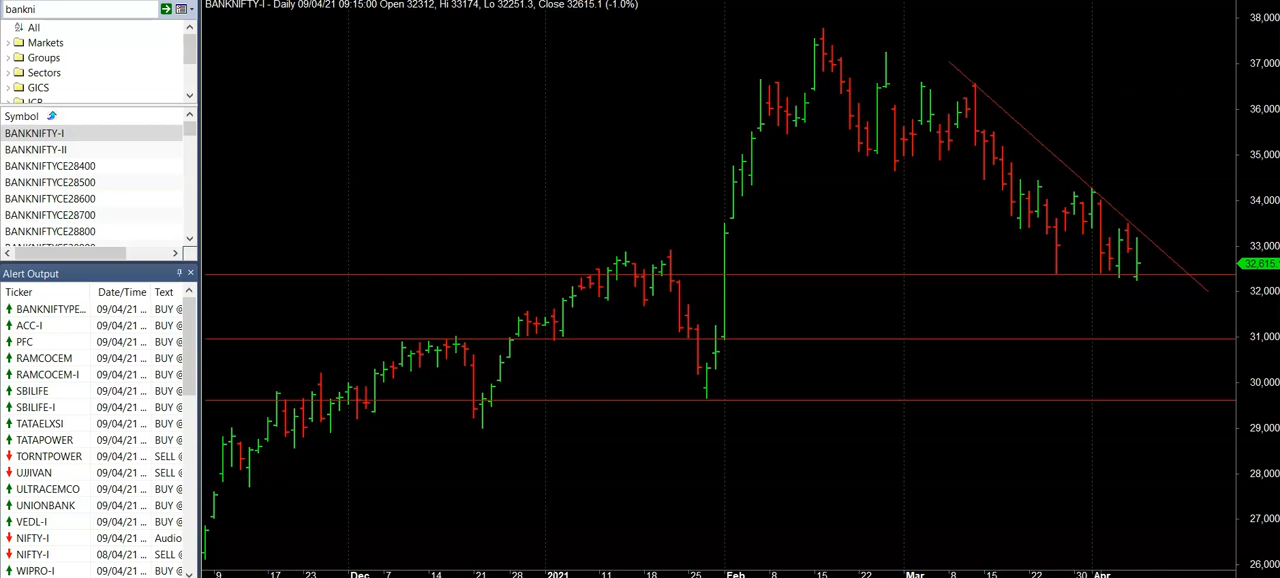 bankni
BANKNIFTY-I - Daily 09/04/21 09:15:00 Open 32312, Hi 33174, Lo 32251.3, Close 32615.1 (-1.0%)
All
Markets
Groups
Sectors
GICS
ICB
Symbol
BANKNIFTY-I
BANKNIFTY-II
BANKNIFTYCE28400
BANKNIFTYCE28500
BANKNIFTYCE28600
BANKNIFTYCE28700
BANKNIFTYCE28800
Alert Output
Ticker Date/Time Text
BANKNIFTYPE... 09/04/21 ... BUY @
ACC-I 09/04/21 ... BUY @
PFC 09/04/21 ... BUY @
RAMCOCEM 09/04/21 ... BUY @
RAMCOCEM-I 09/04/21 ... BUY @
SBILIFE 09/04/21 ... BUY @
SBILIFE-I 09/04/21 ... BUY @
TATAELXSI 09/04/21 ... BUY @
TATAPOWER 09/04/21 ... BUY @
TORNTPOWER 09/04/21 ... SELL
UJJIVAN 09/04/21 ... SELL
ULTRACEMCO 09/04/21 ... BUY @
UNIONBANK 09/04/21 ... BUY @
VEDL-I 09/04/21 ... BUY @
NIFTY-I 09/04/21 ... Audio
NIFTY-I 08/04/21 ... SELL
WIPRO-I 09/04/21 ... BUY @
38,000
37,000
36,000
35,000
34,000
33,000
32,615
32,000
31,000
30,000
29,000
28,000
27,000
26,000
9 17 23 Dec 7 14 21 28 2021 11 18 25 Feb 8 15 22 Mar 8 15 22 30 Apr